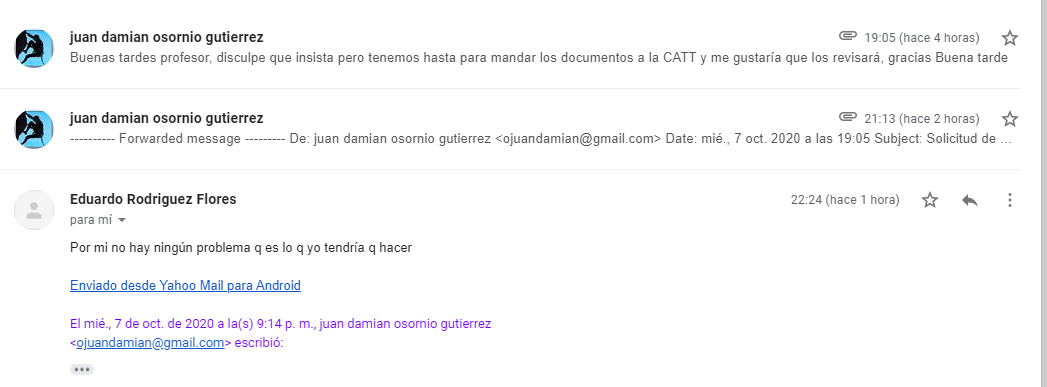 juan damian osornio gutierrez
19:05 (hace 4 horas)
Buenas tardes profesor, disculpe que insista pero tenemos hasta para mandar los documentos a la CATT y me gustaría que los revisará, gracias Buena tarde
juan damian osornio gutierrez
21:13 (hace 2 horas)
---------- Forwarded message --------- De: juan damian osornio gutierrez <ojuandamian@gmail.com> Date: mié., 7 oct. 2020 a las 19:05 Subject: Solicitud de ...
Eduardo Rodriguez Flores
22:24 (hace 1 hora)
para mí
Por mi no hay ningún problema q es lo q yo tendría q hacer
Enviado desde Yahoo Mail para Android
El mié., 7 de oct. de 2020 a la(s) 9:14 p. m., juan damian osornio gutierrez
<ojuandamian@gmail.com> escribió: